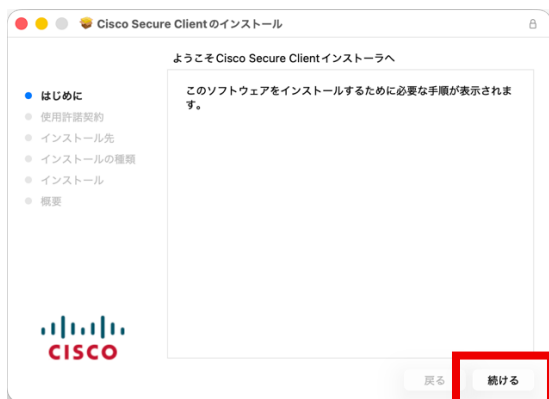 Cisco Secure Clientのインストール
ようこそCisco Secure Clientインストーラへ
はじめに
使用許諾契約
インストール先
インストールの種類
インストール
概要
このソフトウェアをインストールするために必要な手順が表示されま
す。
CISCO
戻る
続ける